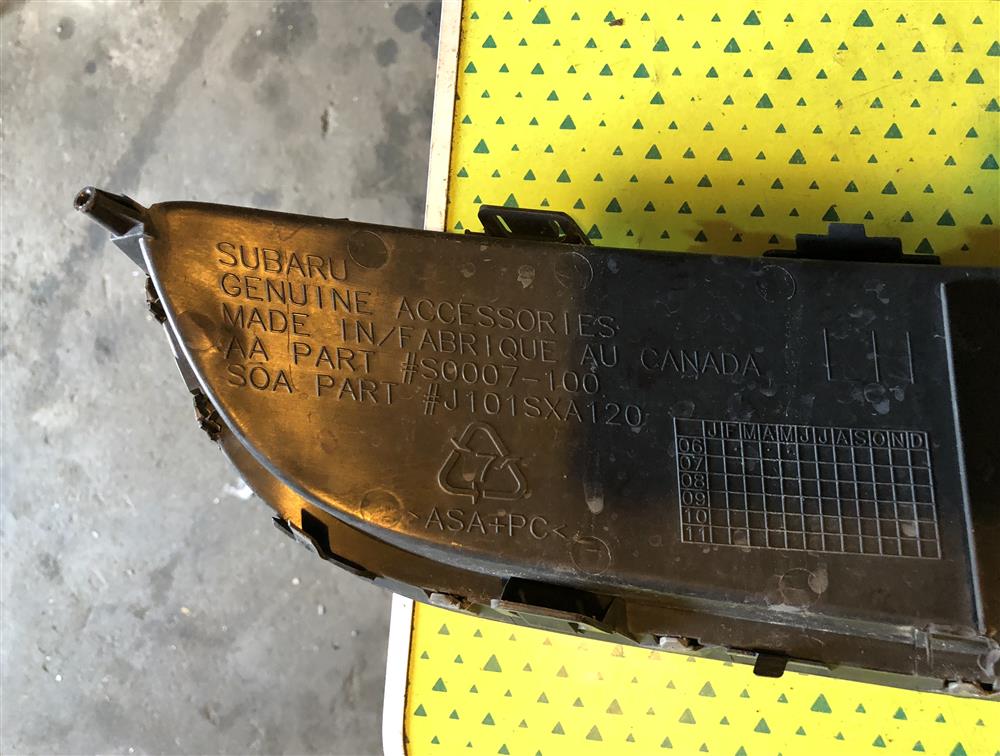 SUBARU
GENUINE ACCESSORIES
MADE IN/FABRIQUE AU CANADA
AA PART #S0007-100
SOA PART #J101SXA120
7
>ASA+PC<
J F M A M J J A S O N D
06
07
08
09
10
11